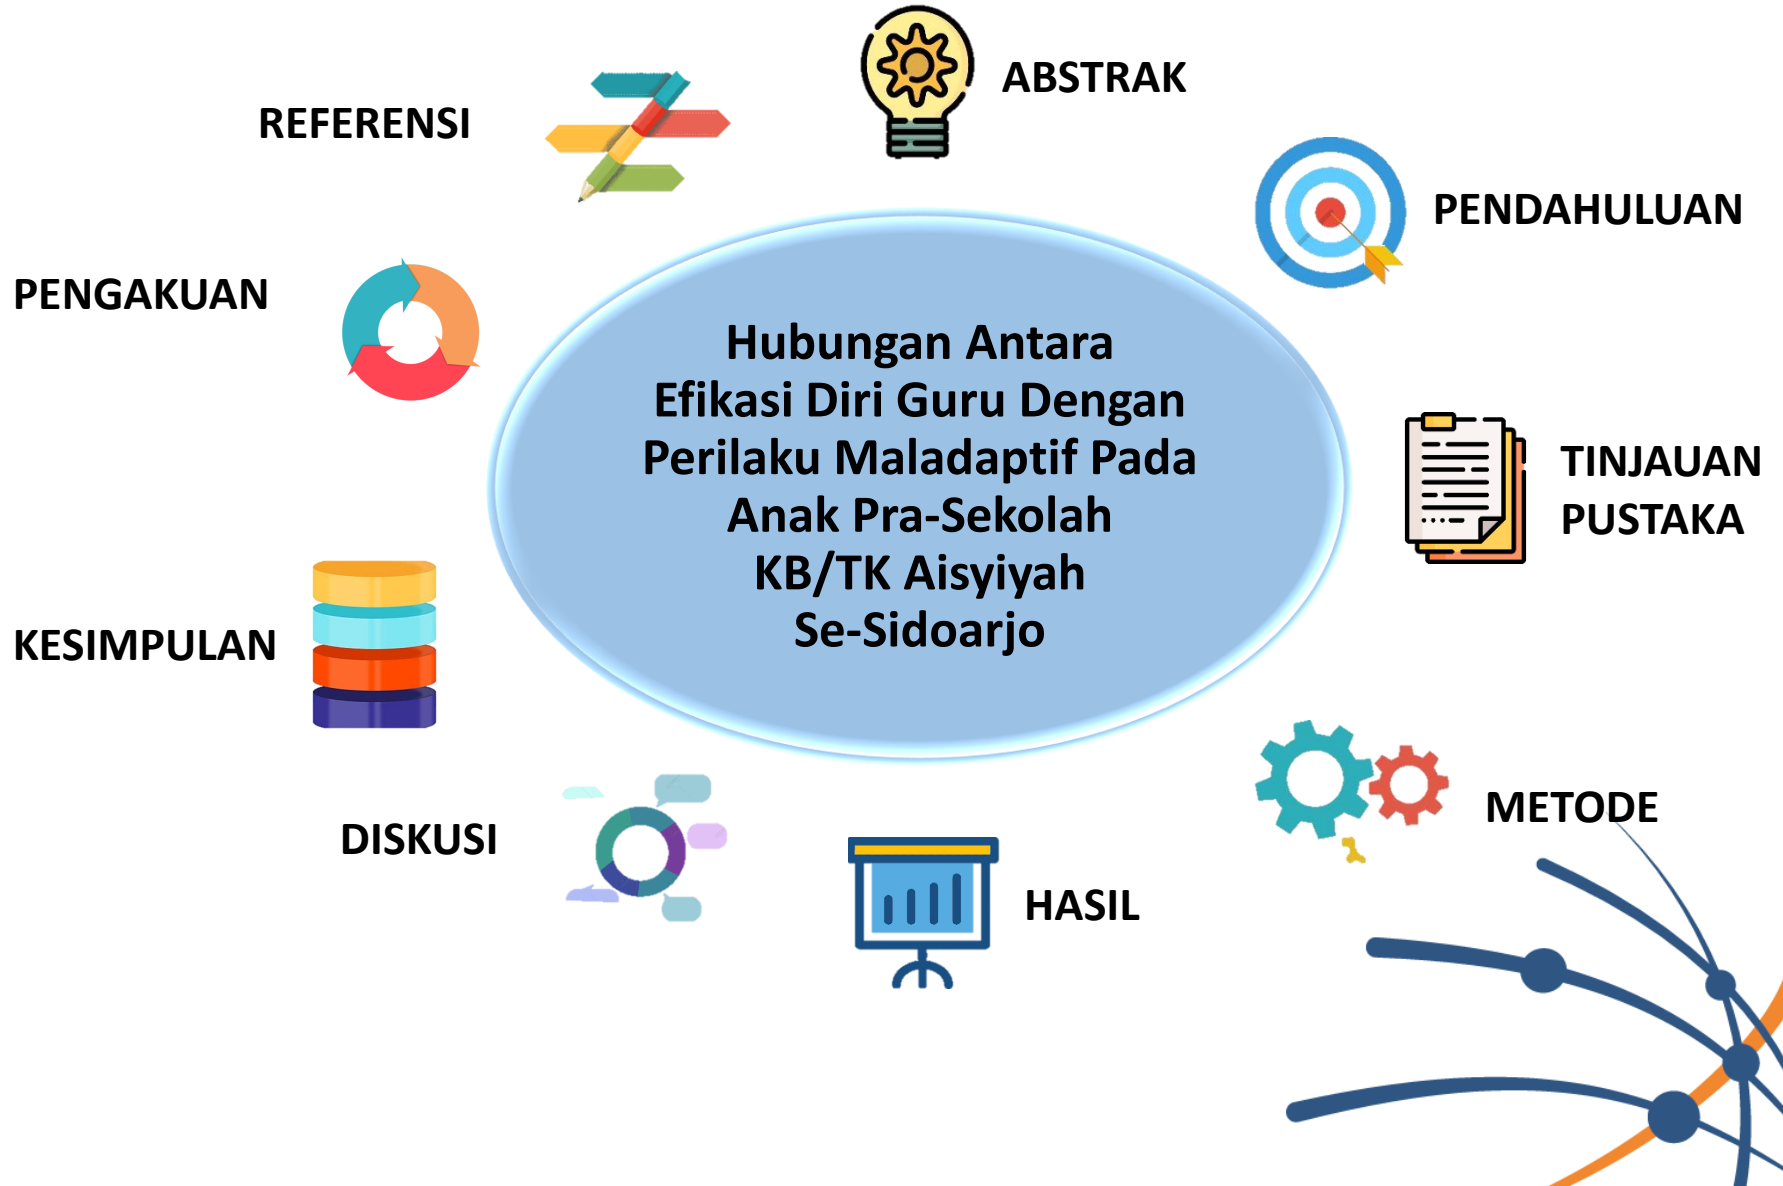 ABSTRAK
REFERENSI
PENDAHULUAN
PENGAKUAN
Hubungan Antara
Efikasi Diri Guru Dengan
Perilaku Maladaptif Pada
Anak Pra-Sekolah
KB/TK Aisyiyah
Se-Sidoarjo
TINJAUAN
PUSTAKA
KESIMPULAN
METODE
DISKUSI
HASIL